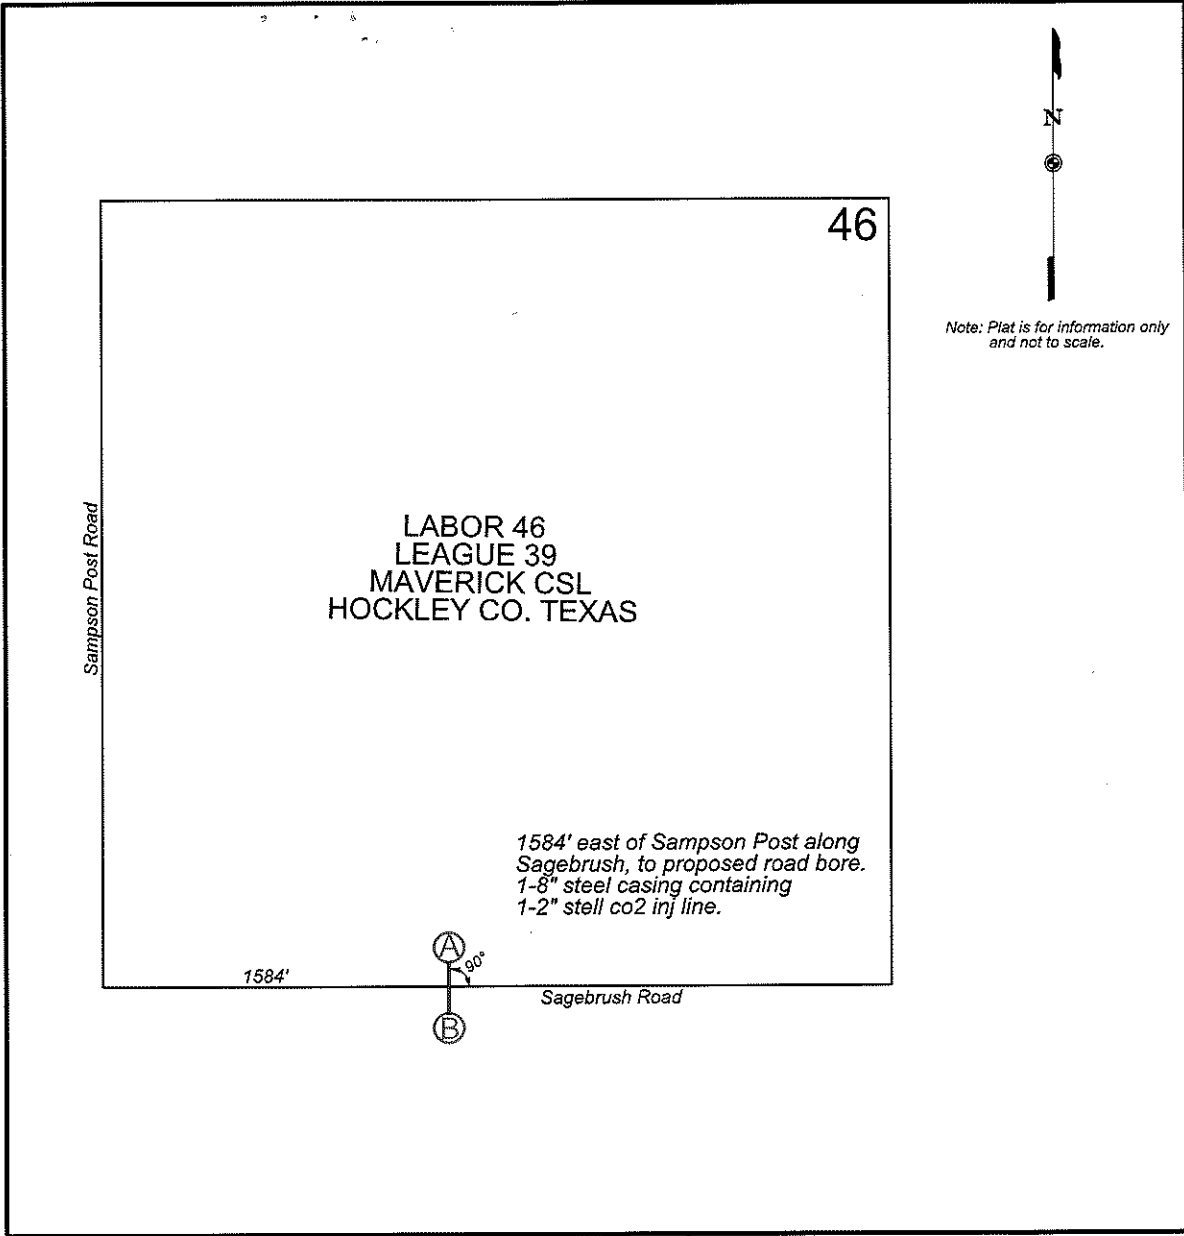 N
46
Note: Plat is for information only
and not to scale.
Sampson Post Road
LABOR 46
LEAGUE 39
MAVERICK CSL
HOCKLEY CO. TEXAS
1584' east of Sampson Post along
Sagebrush, to proposed road bore.
1-8" steel casing containing
1-2" stell co2 inj line.
A
90°
1584'
Sagebrush Road
B